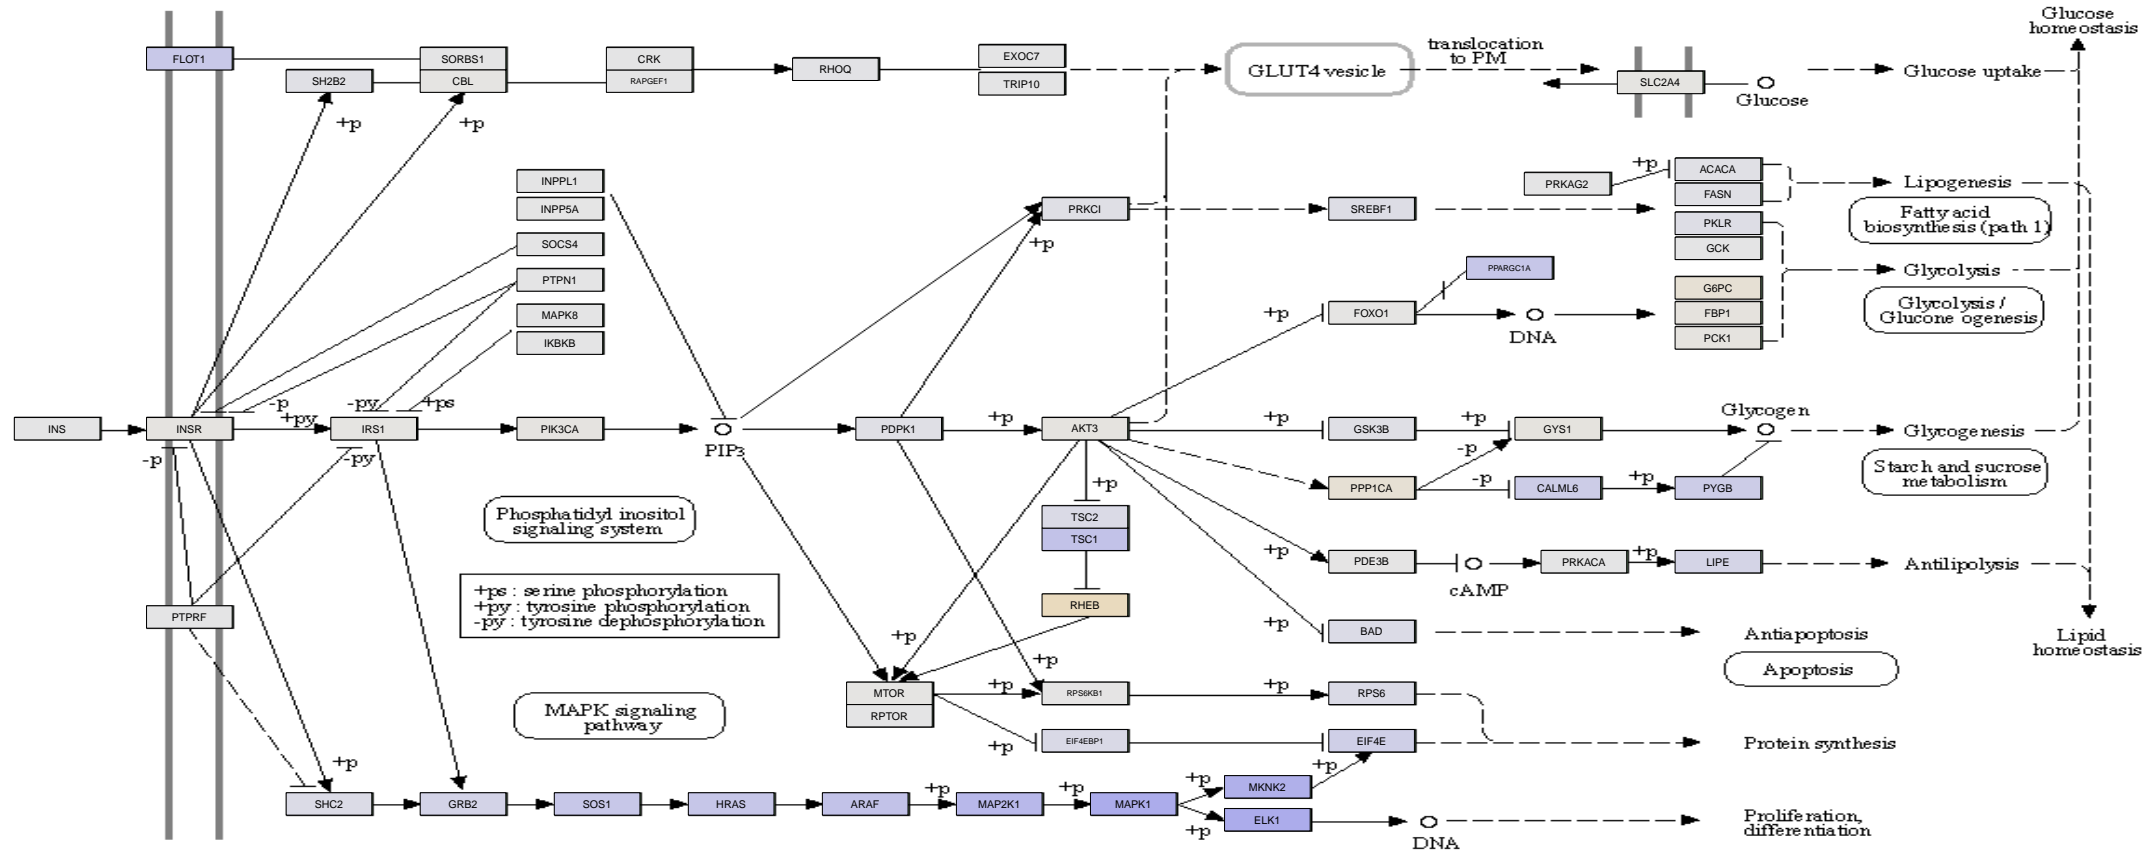 Glucose
homeostasis
FLOT1
SORBS1
CRK
EXOC7
translocation
to PM
SH2B2
CBL
RAPGEF1
RHOQ
TRIP10
GLUT4 vesicle
SLC2A4
Glucose
Glucose uptake
+p
+p
INPPL1
INPP5A
SOCS4
PTPN1
MAPK8
IKBKB
PRKCI
+p
SREBF1
PRKAG2
+p
ACACA
FASN
PKLR
GCK
Lipogenesis
Fatty acid
biosynthesis (path 1)
PPARGC1A
G6PC
FBP1
PCK1
Glycolysis
Glycolysis /
Glucone ogenesis
+p
FOXO1
DNA
INS
INSR
-p
+py
-py
+ps
IRS1
PIK3CA
PIP3
PDPK1
+p
AKT3
+p
GSK3B
+p
GYS1
Glycogen
Glycogenesis
-p
-py
-p
PPP1CA
-p
CALML6
+p
PYGB
Starch and sucrose
metabolism
Phosphatidyl inositol
signaling system
+p
TSC2
TSC1
+p
PDE3B
cAMP
PRKACA
+p
LIPE
Antilipolysis
+ps : serine phosphorylation
+py : tyrosine phosphorylation
-py : tyrosine dephosphorylation
PTPRF
RHEB
+p
+p
BAD
Antiapoptosis
Apoptosis
Lipid
homeostasis
MAPK signaling
pathway
MTOR
RPTOR
+p
+p
RPS6KB1
+p
RPS6
+p
EIF4EBP1
EIF4E
Protein synthesis
+p
SHC2
GRB2
SOS1
HRAS
ARAF
+p
MAP2K1
+p
MAPK1
+p
MKNK2
+p
+p
ELK1
DNA
Proliferation,
differentiation